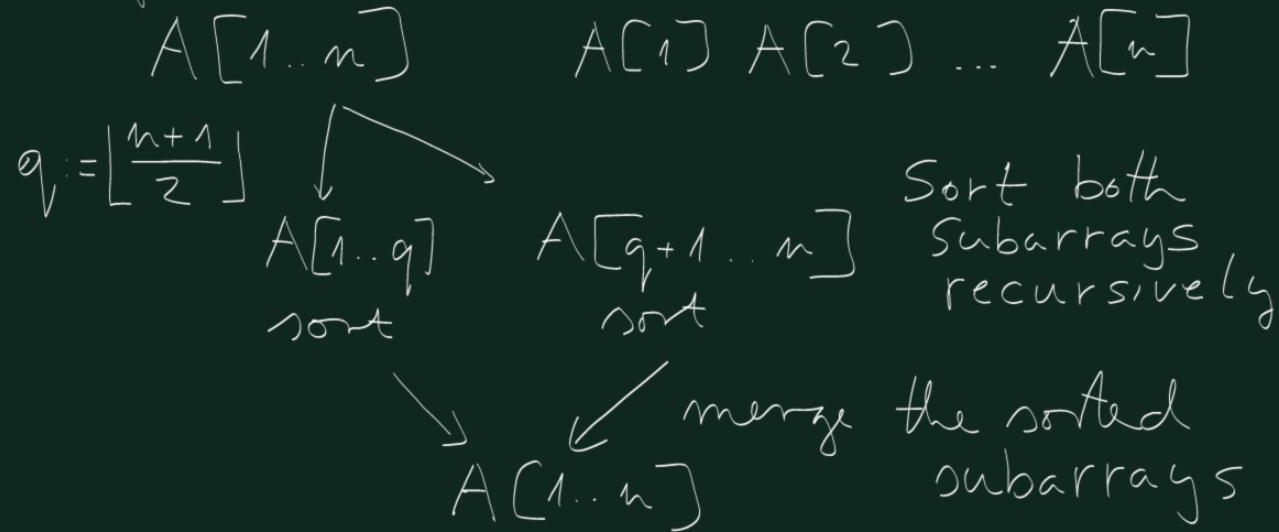 A[1..n] A[1] A[2] ... A[n]
q := ⌊(n+1)/2⌋
A[1..q] A[q+1..n]
sort sort
Sort both
subarrays
recursively
merge the sorted
subarrays
A[1..n]